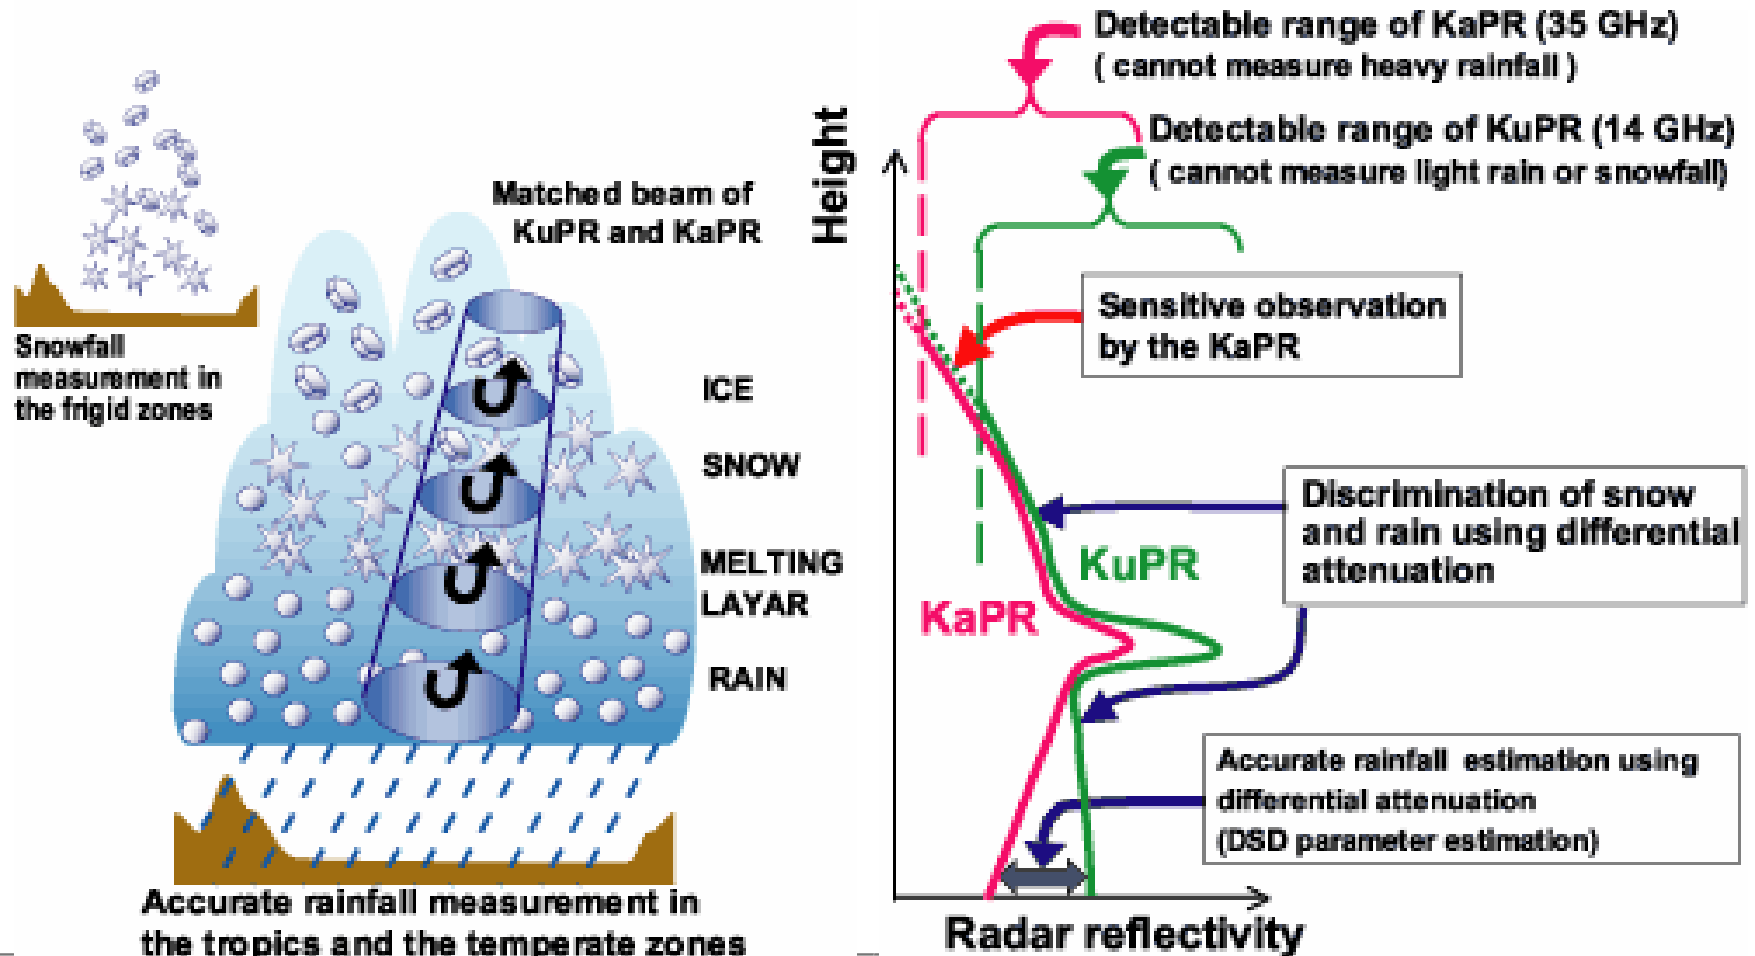 Snowfall
measurement in
the frigid zones
Matched beam of
KuPR and KaPR
ICE
SNOW
MELTING
LAYAR
RAIN
Accurate rainfall measurement in
the tropics and the temperate zones
Height
Detectable range of KaPR (35 GHz)
( cannot measure heavy rainfall )
Detectable range of KuPR (14 GHz)
( cannot measure light rain or snowfall)
Sensitive observation
by the KaPR
Discrimination of snow
and rain using differential
attenuation
KuPR
KaPR
Accurate rainfall estimation using
differential attenuation
(DSD parameter estimation)
Radar reflectivity